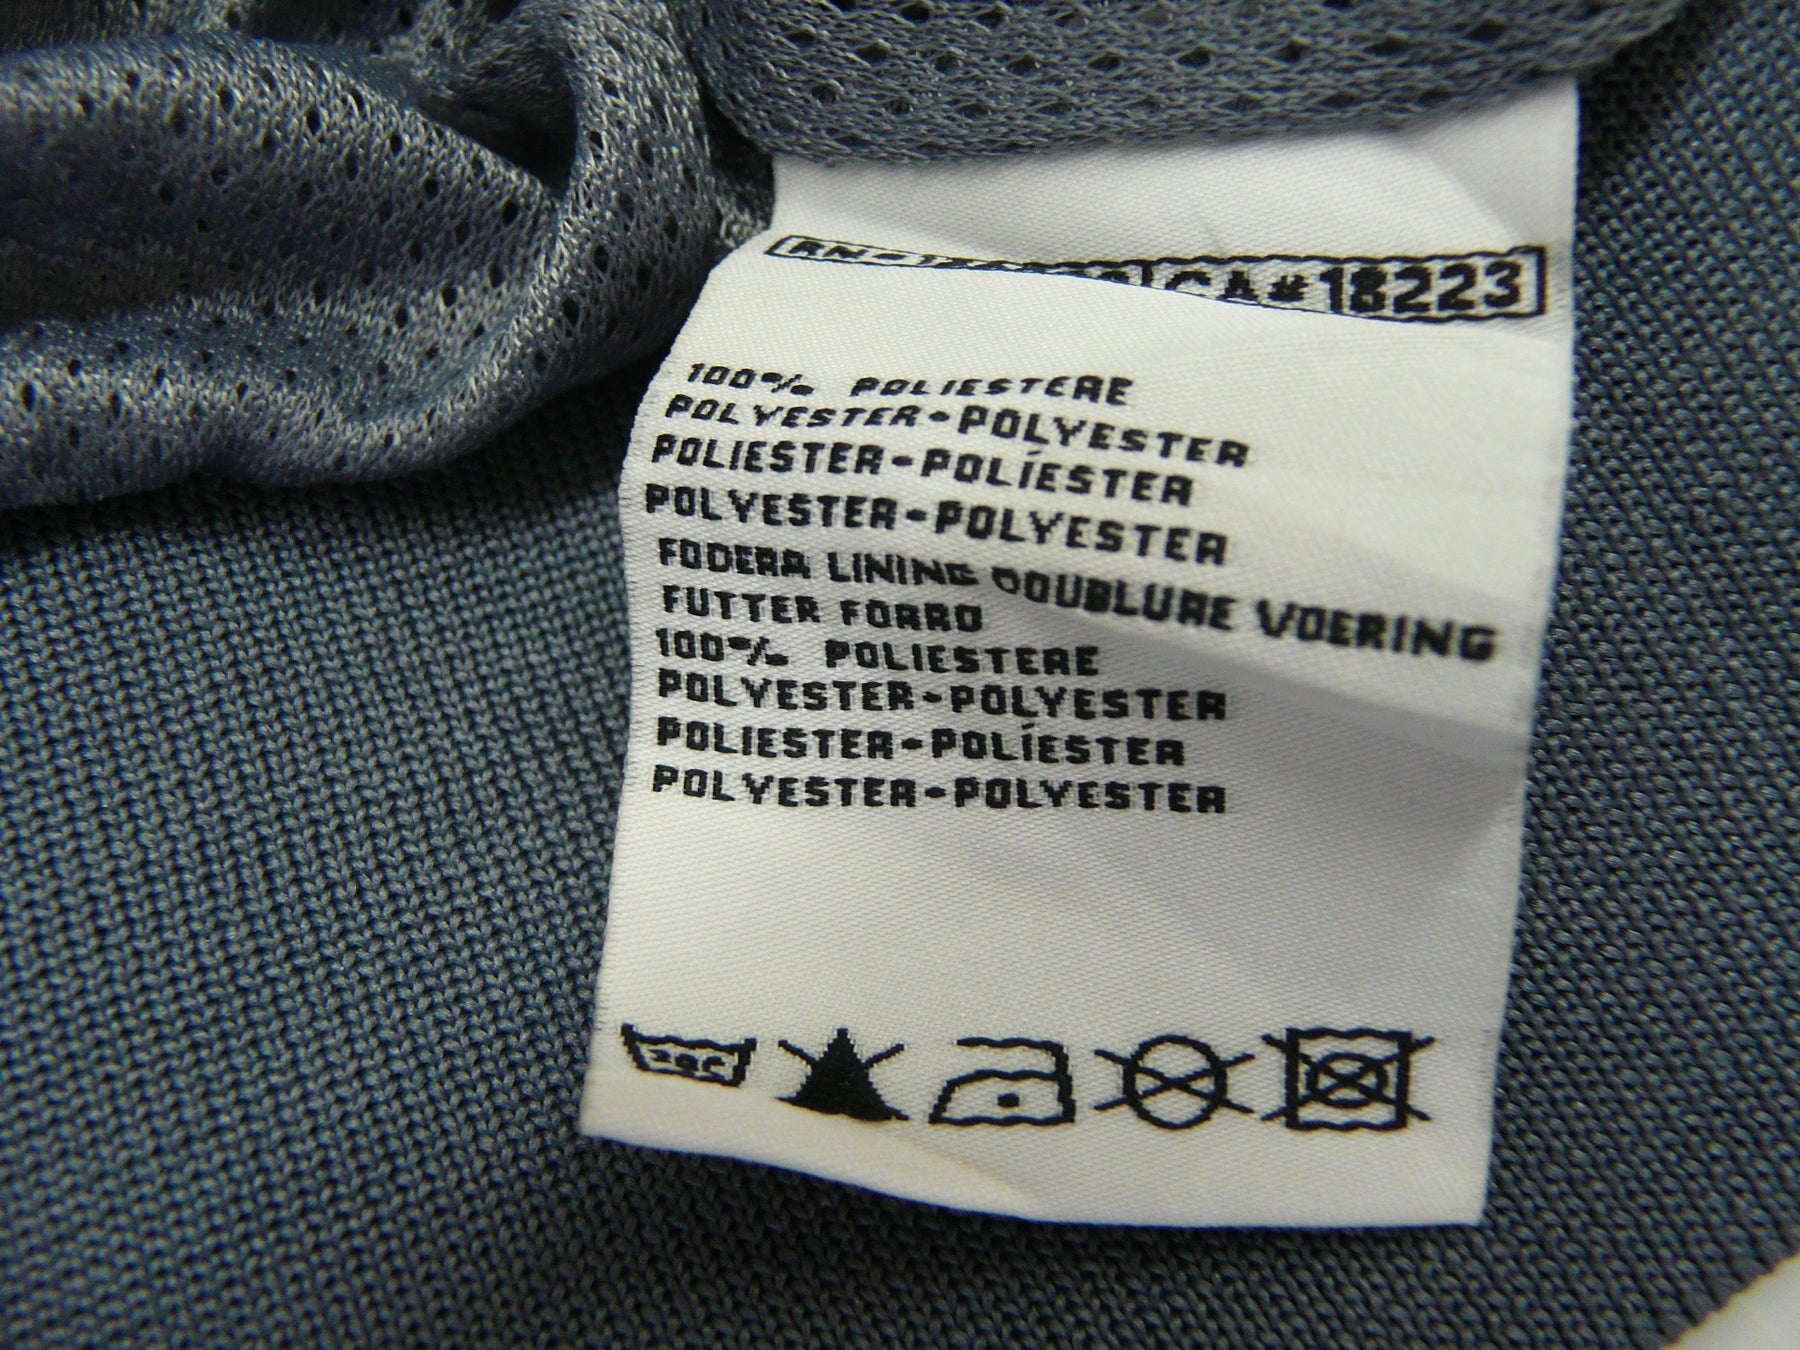 CA#18223
100% POLIESTERE
POLYESTER-POLYESTER
POLIESTER-POLÍESTER
POLYESTER-POLYESTER
FODERA LINING DOUBLURE VOERING
FUTTER FORRO
100% POLIESTERE
POLYESTER-POLYESTER
POLIESTER-POLÍESTER
POLYESTER-POLYESTER